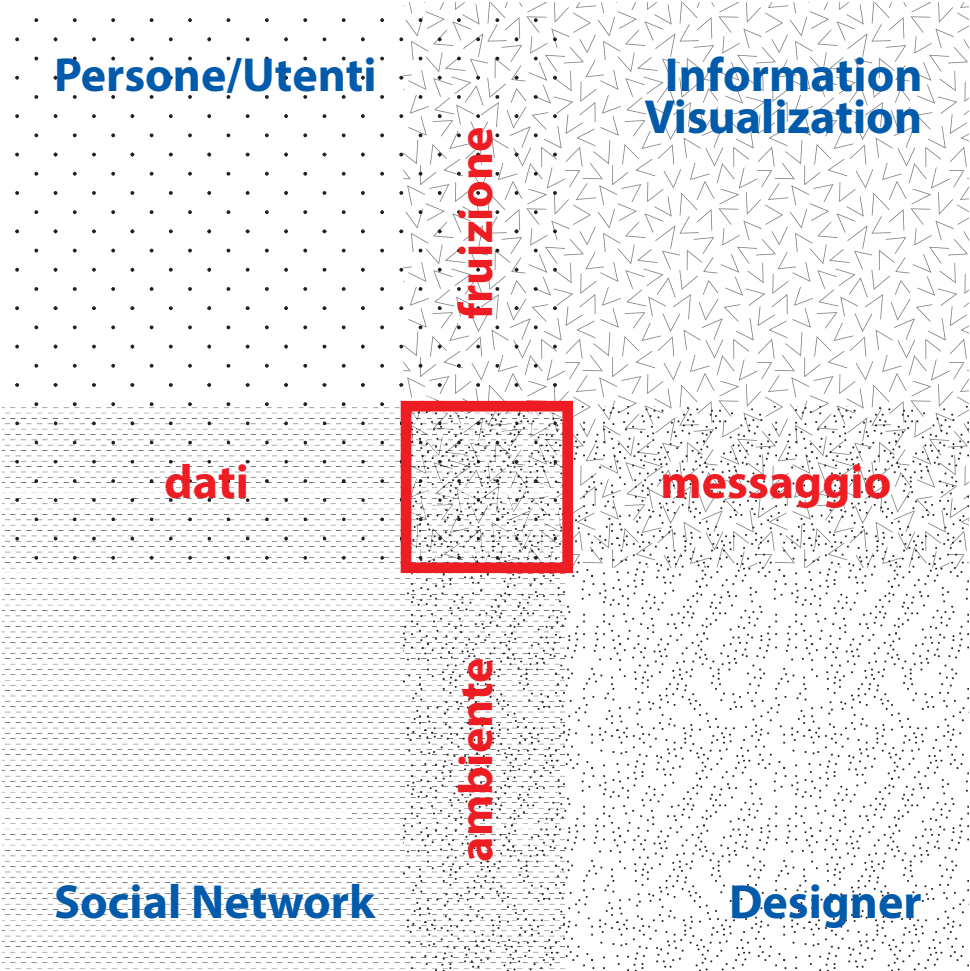 Persone/Utenti
Information
Visualization
fruizione
dati
messaggio
ambiente
Social Network
Designer